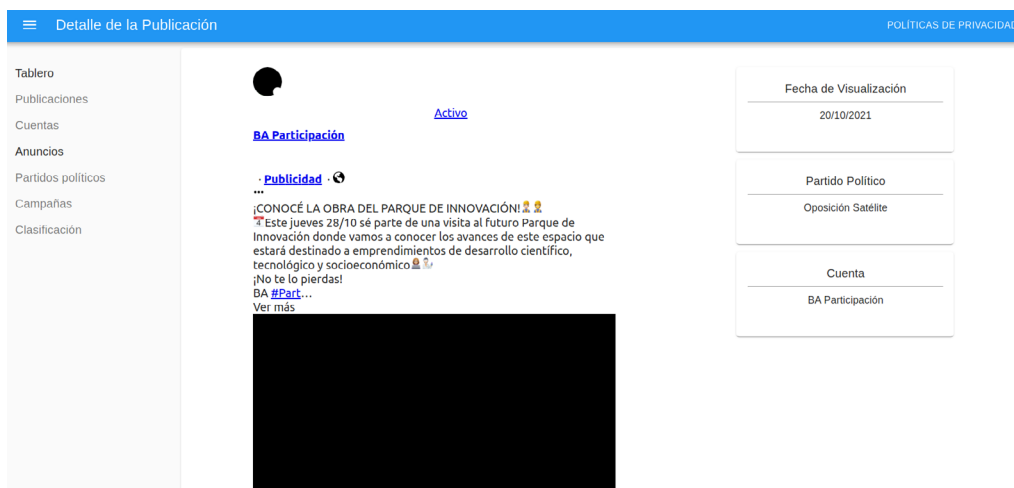 Detalle de la Publicación
POLÍTICAS DE PRIVACIDAD
Tablero
Publicaciones
Cuentas
Anuncios
Partidos políticos
Campañas
Clasificación
Activo
BA Participación
· Publicidad ·
¡CONOCÉ LA OBRA DEL PARQUE DE INNOVACIÓN!
Este jueves 28/10 sé parte de una visita al futuro Parque de
Innovación donde vamos a conocer los avances de este espacio que
estará destinado a emprendimientos de desarrollo científico,
tecnológico y socioeconómico
¡No te lo pierdas!
BA #Part…
Ver más
Fecha de Visualización
20/10/2021
Partido Político
Oposición Satélite
Cuenta
BA Participación